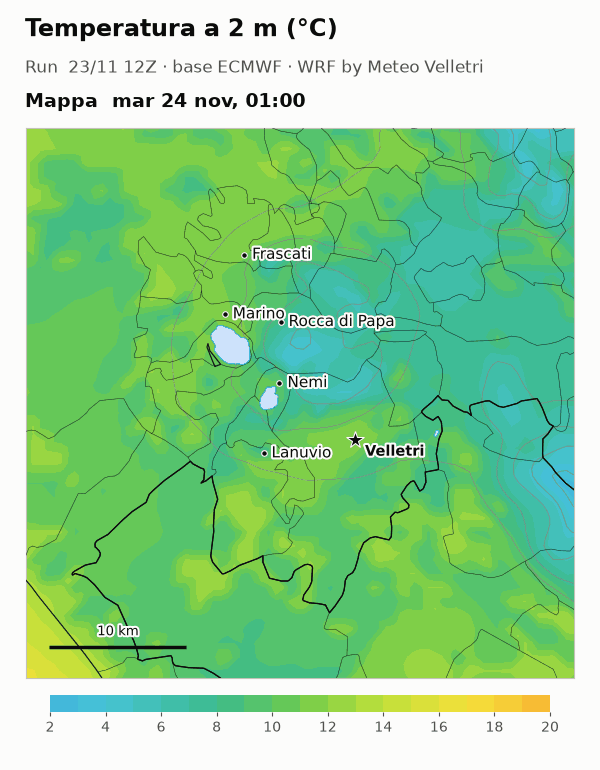 Temperatura a 2 m (°C)
Run  23/11 12Z · base ECMWF · WRF by Meteo Velletri
Mappa  mar 24 nov, 01:00
Frascati
Marino
Rocca di Papa
Nemi
Velletri
Lanuvio
10 km
2 4 6 8 10 12 14 16 18 20